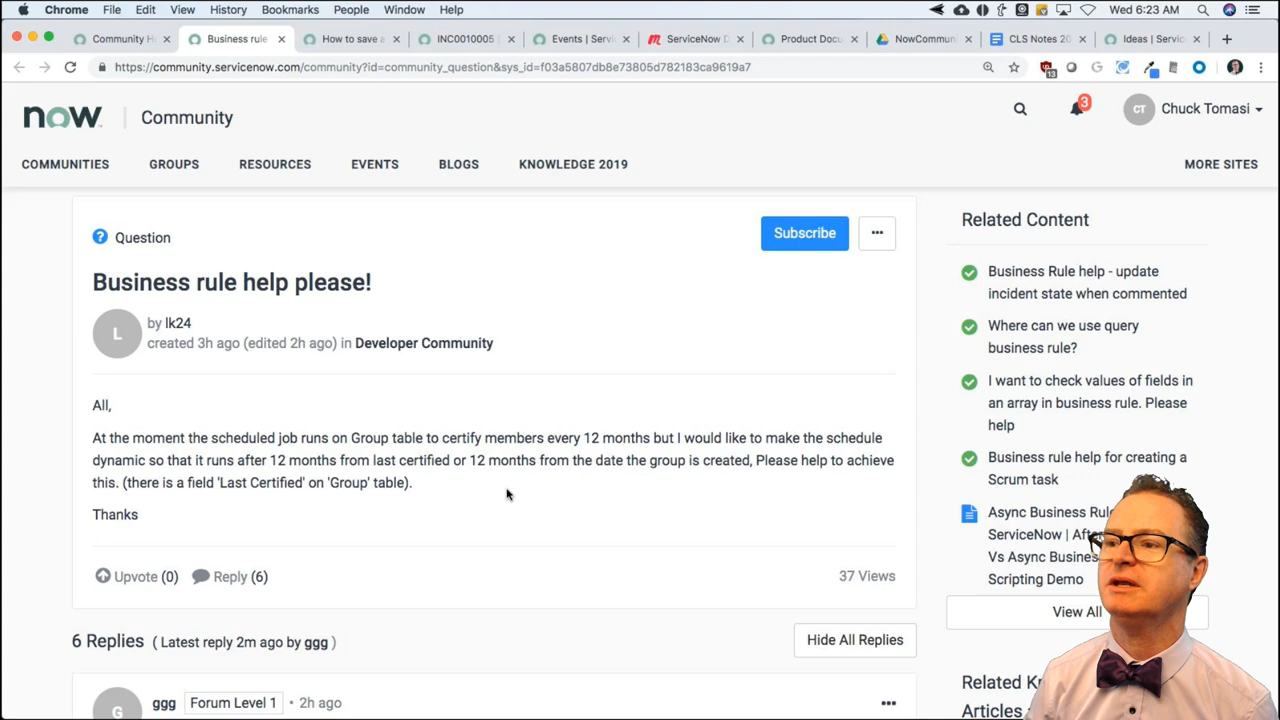 Chrome File Edit View History Bookmarks People Window Help Wed 6:23 AM
Community H Business rule How to save a INC0010005 Events | Servi ServiceNow D Product Docu NowCommun CLS Notes 20 Ideas | Servic
https://community.servicenow.com/community?id=community_question&sys_id=f03a5807db8e73805d782183ca9619a7
13
now Community
3
CT Chuck Tomasi
COMMUNITIES GROUPS RESOURCES EVENTS BLOGS KNOWLEDGE 2019 MORE SITES
Question
Subscribe
Business rule help please!
L
by lk24
created 3h ago (edited 2h ago) in Developer Community
All,
At the moment the scheduled job runs on Group table to certify members every 12 months but I would like to make the schedule
dynamic so that it runs after 12 months from last certified or 12 months from the date the group is created, Please help to achieve
this. (there is a field 'Last Certified' on 'Group' table).
Thanks
Upvote (0) Reply (6) 37 Views
6 Replies ( Latest reply 2m ago by ggg ) Hide All Replies
G
ggg Forum Level 1 • 2h ago
Related Content
Business Rule help - update
incident state when commented
Where can we use query
business rule?
I want to check values of fields in
an array in business rule. Please
help
Business rule help for creating a
Scrum task
Async Business Rul
ServiceNow | Afte
Vs Async Busines
Scripting Demo
View All
Related Kn
Articles